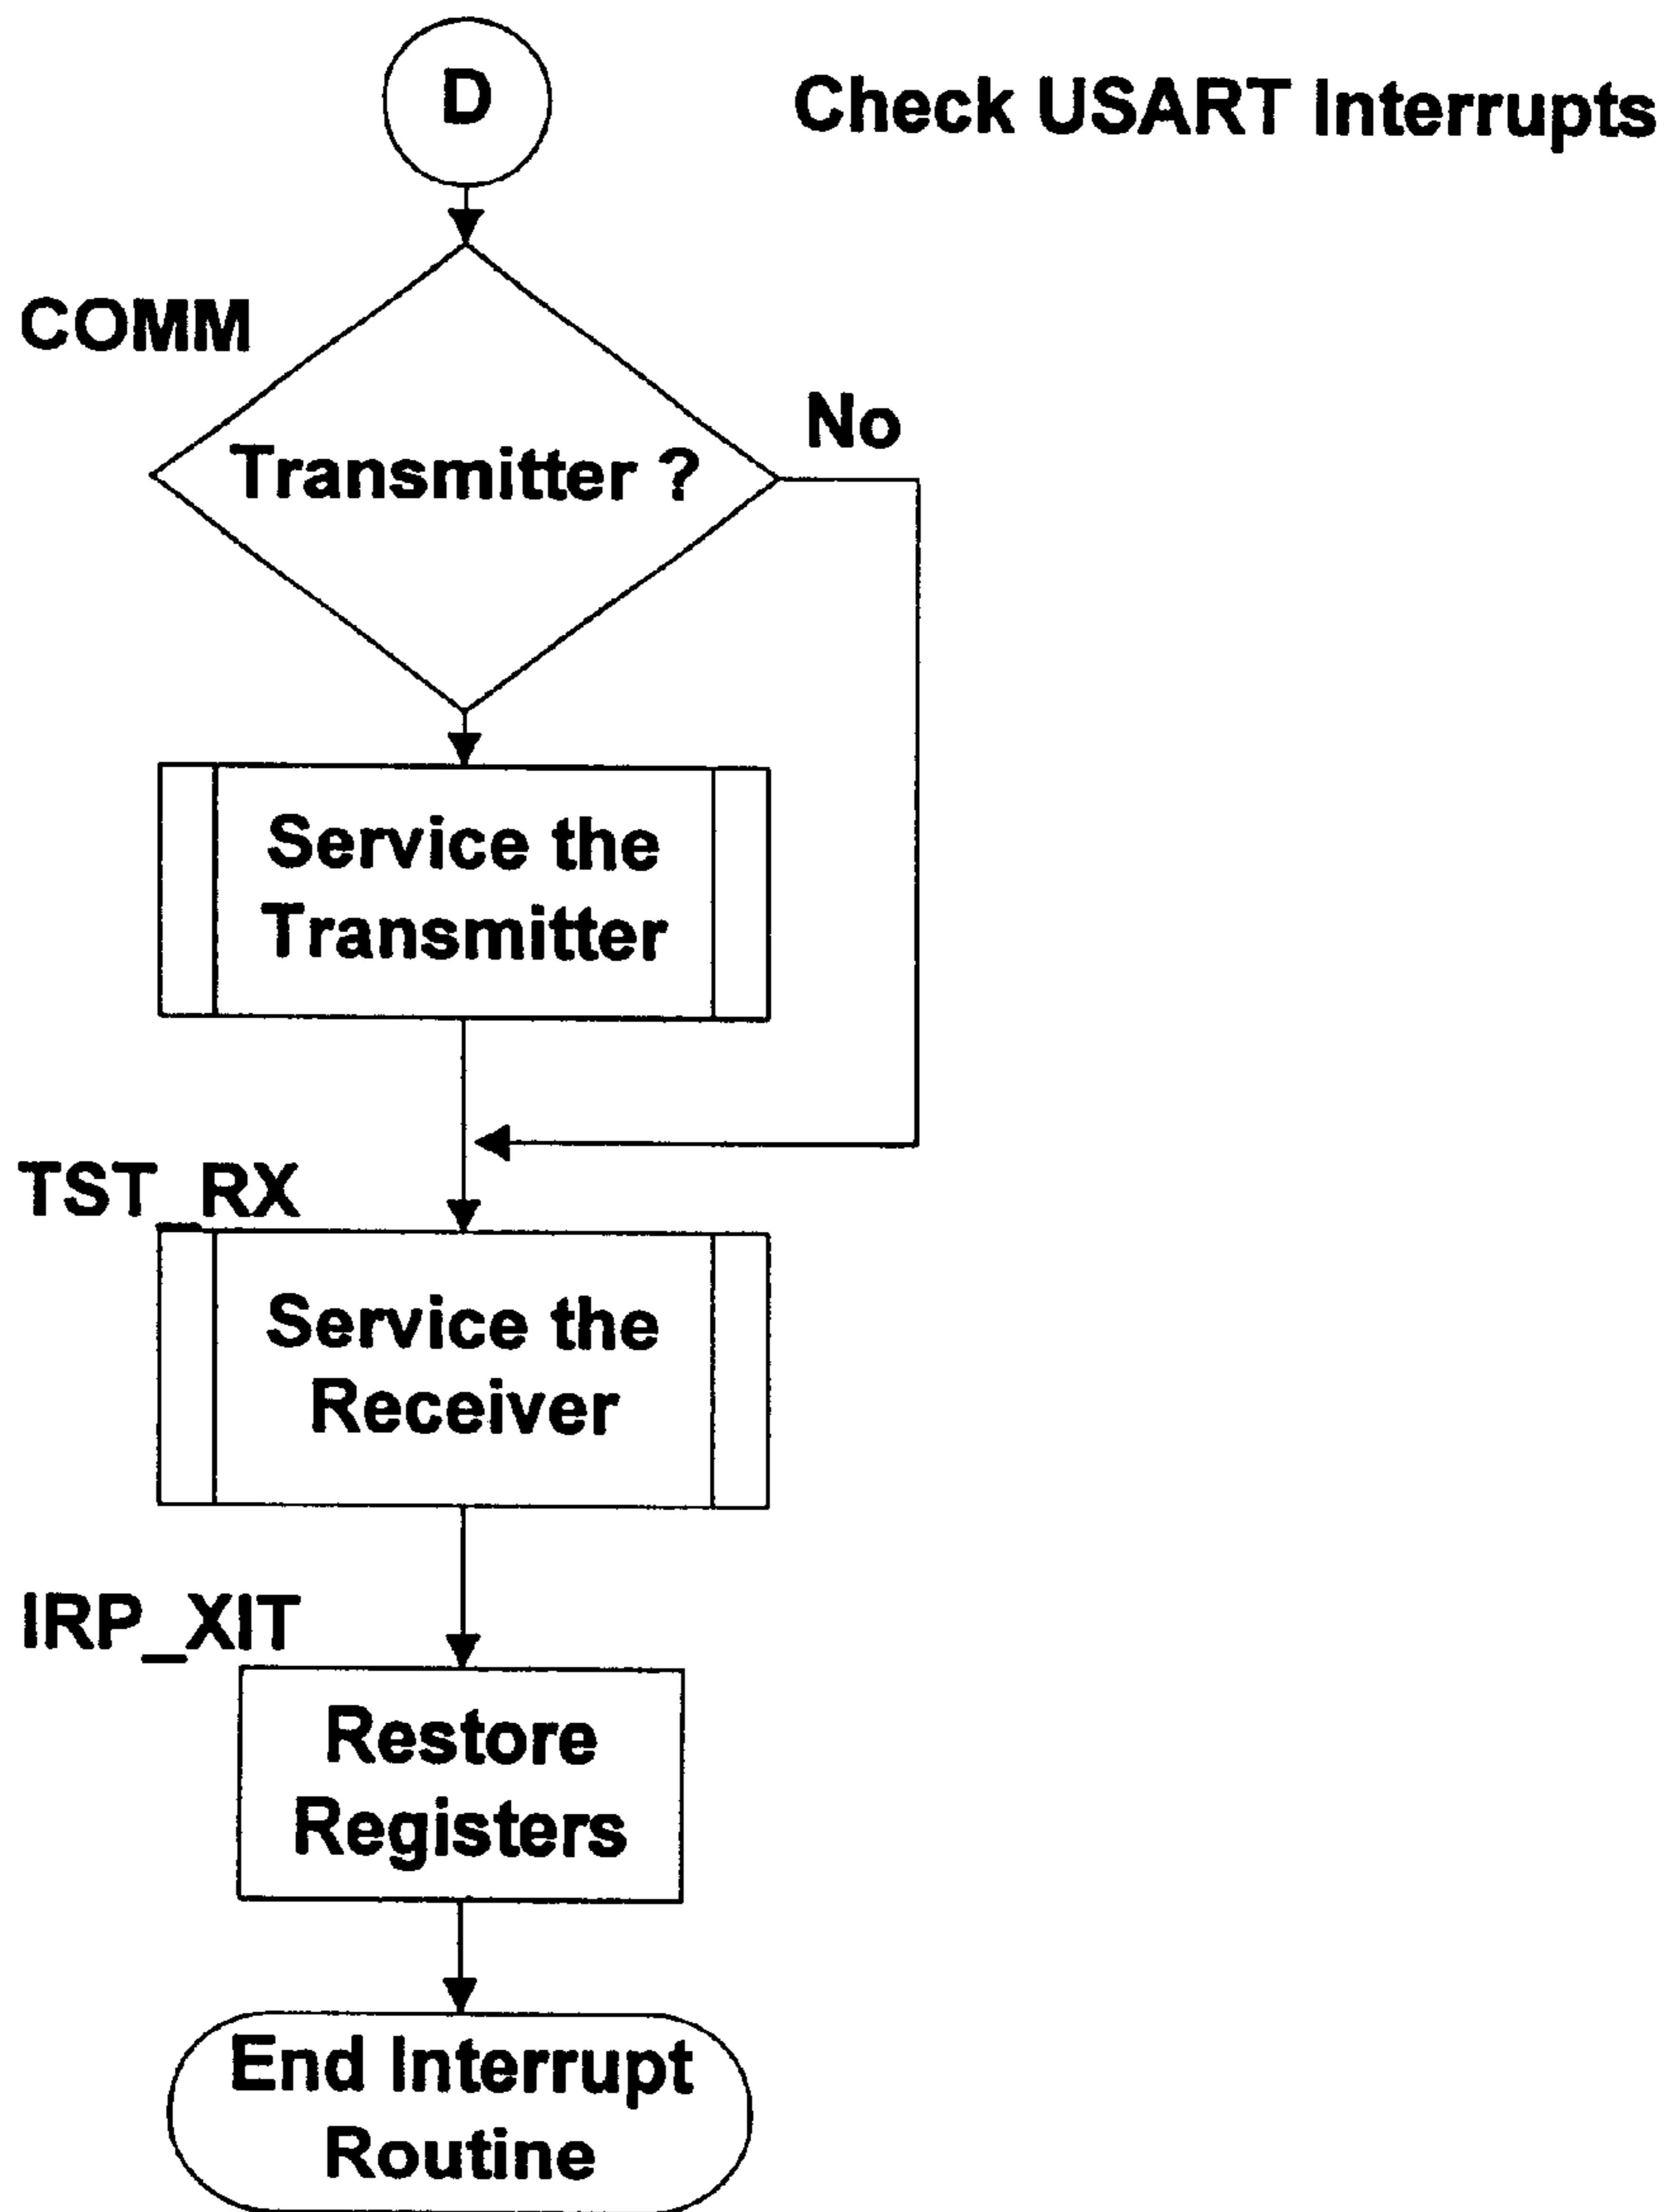 D
Check USART Interrupts
COMM
No
Transmitter ?
Service the
Transmitter
TST_RX
Service the
Receiver
IRP_XIT
Restore
Registers
End Interrupt
Routine